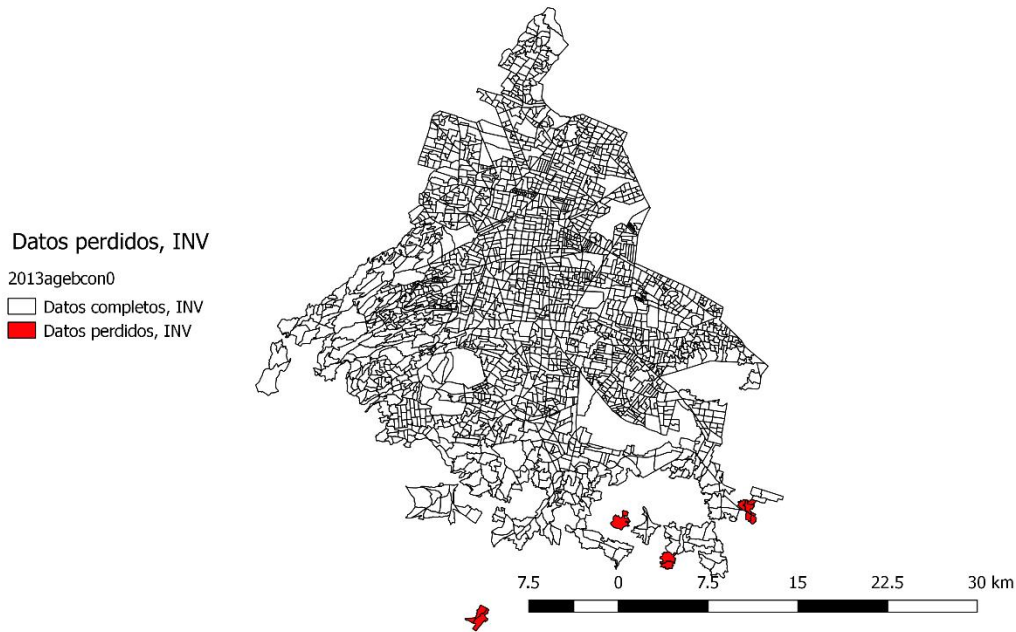 Datos perdidos, INV
2013agebcon0
Datos completos, INV
Datos perdidos, INV
7.5 0 7.5 15 22.5 30 km